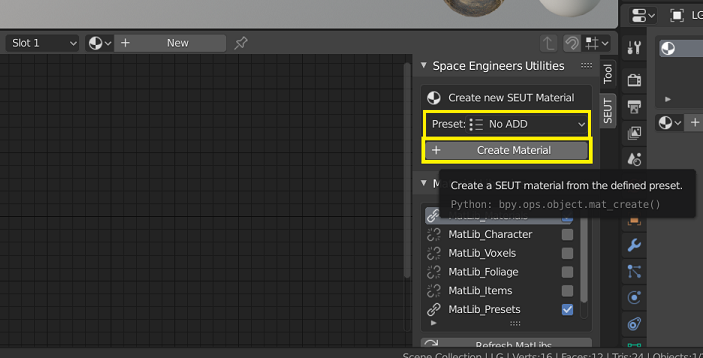 LG
Slot 1
New
Space Engineers Utilities
Tool
Create new SEUT Material
SEUT
Preset: No ADD
Create Material
Create a SEUT material from the defined preset.
Python: bpy.ops.object.mat_create()
MatLib_Materials
MatLib_Character
MatLib_Voxels
MatLib_Foliage
MatLib_Items
MatLib_Presets
Refresh MatLibs
Scene Collection | LG | Verts:16 | Faces:12 | Tris:24 | Objects:1/